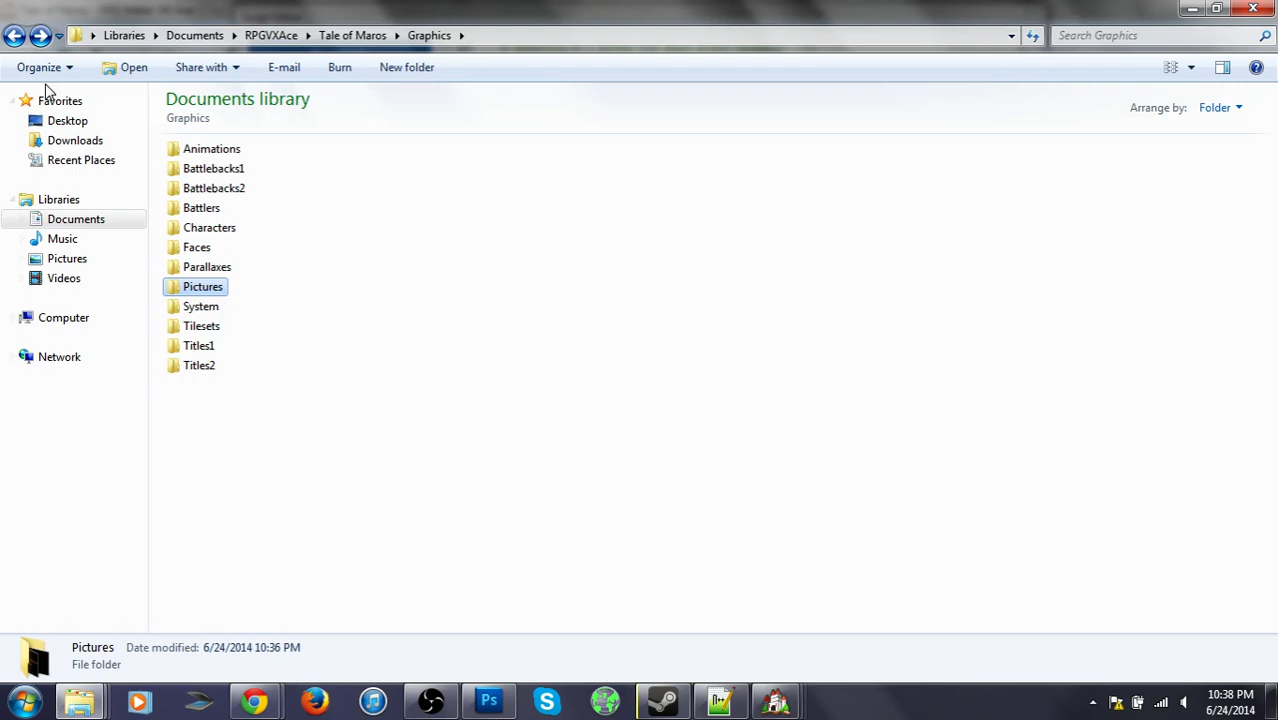 Libraries Documents RPGVXAce Tale of Maros Graphics Search Graphics
Organize Open Share with E-mail Burn New folder
Favorites
Desktop
Downloads
Recent Places
Libraries
Documents
Music
Pictures
Videos
Computer
Network
Documents library
Graphics
Arrange by: Folder
Animations
Battlebacks1
Battlebacks2
Battlers
Characters
Faces
Parallaxes
Pictures
System
Tilesets
Titles1
Titles2
Pictures Date modified: 6/24/2014 10:36 PM
File folder
Ps
10:38 PM
6/24/2014